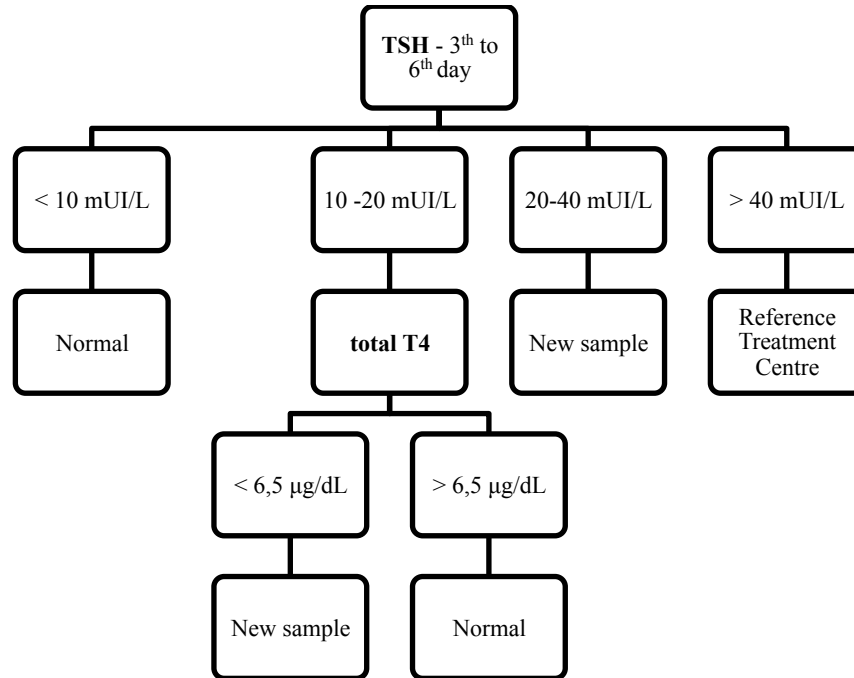 TSH - 3th to
6th day
< 10 mUI/L
10 -20 mUI/L
20-40 mUI/L
> 40 mUI/L
Normal
total T4
New sample
Reference
Treatment
Centre
< 6,5 μg/dL
> 6,5 μg/dL
New sample
Normal